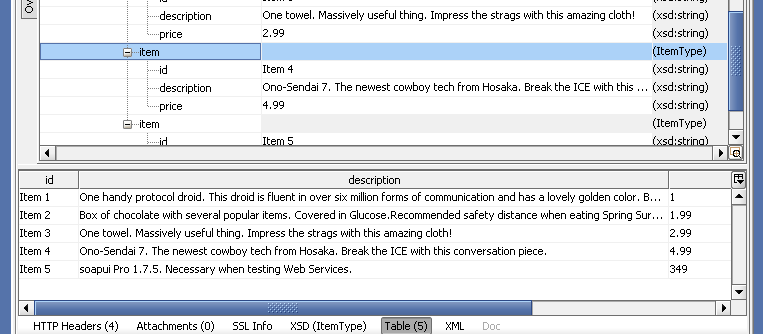 Ov
description One towel. Massively useful thing. Impress the strags with this amazing cloth! (xsd:string)
price 2.99 (xsd:string)
item (ItemType)
id Item 4 (xsd:string)
description Ono-Sendai 7. The newest cowboy tech from Hosaka. Break the ICE with this ... (xsd:string)
price 4.99 (xsd:string)
item (ItemType)
id Item 5 (xsd:string)
id description
Item 1 One handy protocol droid. This droid is fluent in over six million forms of communication and has a lovely golden color. B... 1
Item 2 Box of chocolate with several popular items. Covered in Glucose.Recommended safety distance when eating Spring Sur... 1.99
Item 3 One towel. Massively useful thing. Impress the strags with this amazing cloth! 2.99
Item 4 Ono-Sendai 7. The newest cowboy tech from Hosaka. Break the ICE with this conversation piece. 4.99
Item 5 soapui Pro 1.7.5. Necessary when testing Web Services. 349
HTTP Headers (4) Attachments (0) SSL Info XSD (ItemType) Table (5) XML Doc